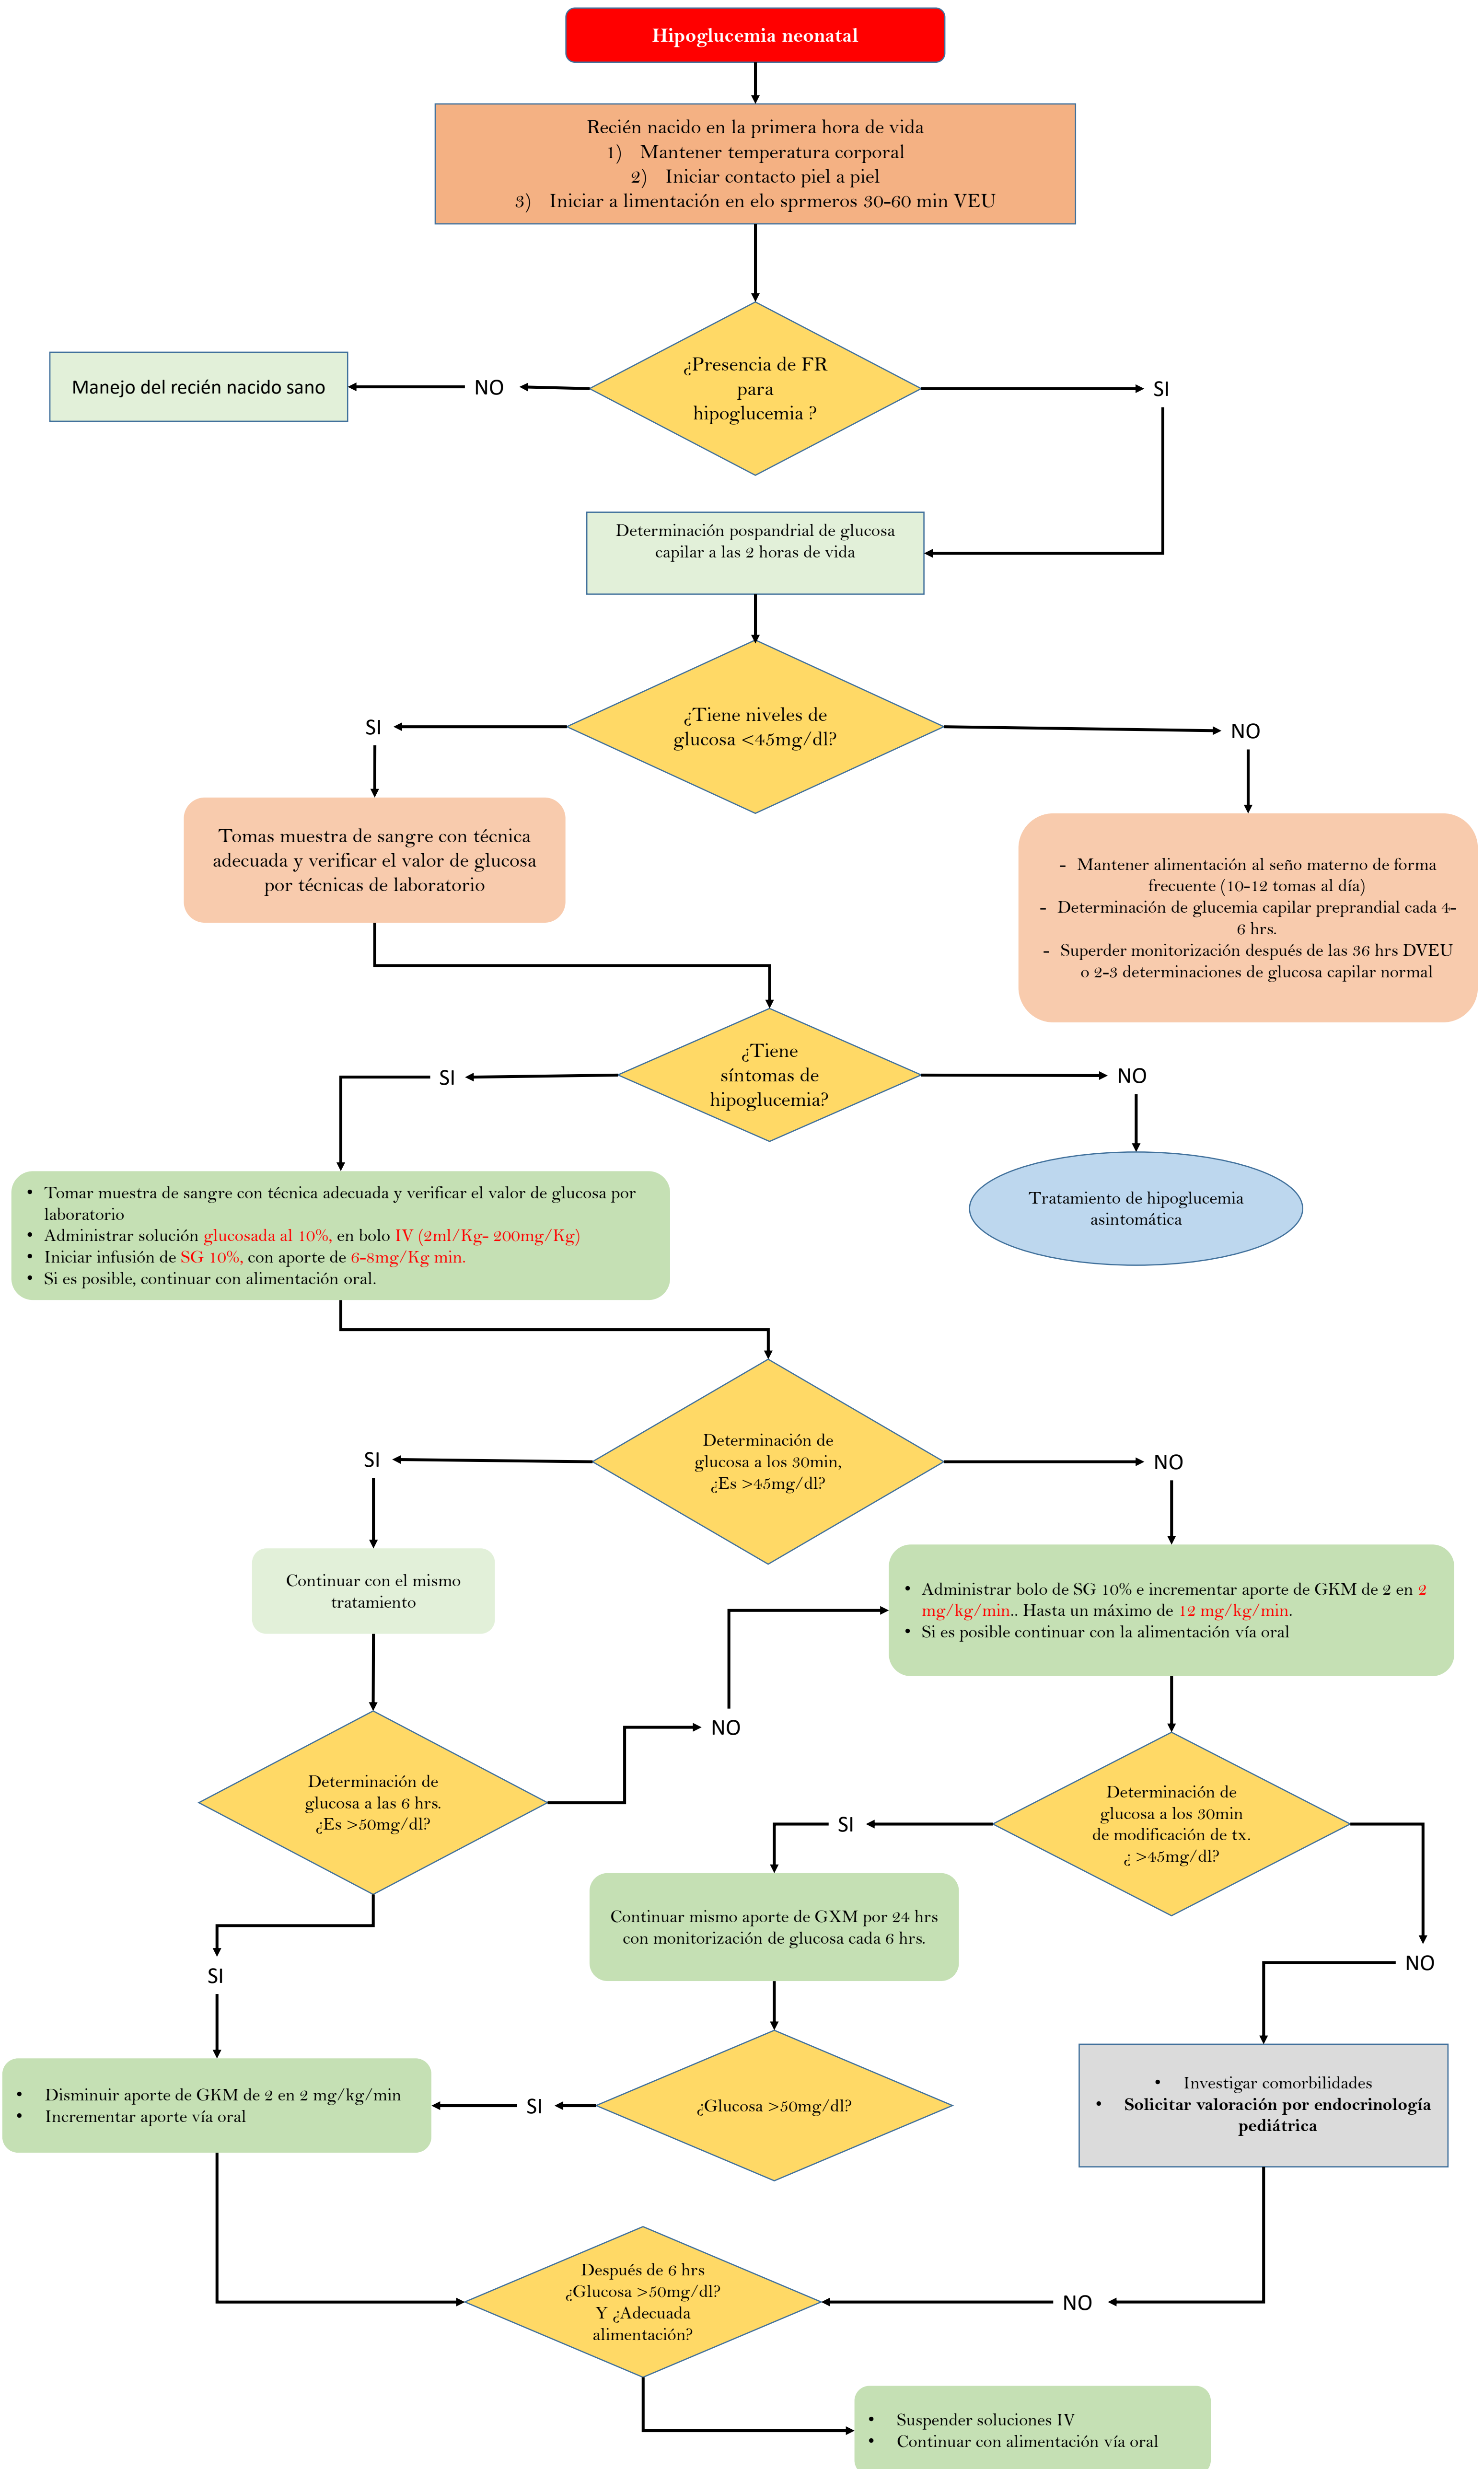 Hipoglucemia neonatal
Recién nacido en la primera hora de vida
1) Mantener temperatura corporal
2) Iniciar contacto piel a piel
3) Iniciar a limentación en elo sprmeros 30-60 min VEU
¿Presencia de FR
para
hipoglucemia ?
NO
Manejo del recién nacido sano
SI
Determinación pospandrial de glucosa
capilar a las 2 horas de vida
¿Tiene niveles de
glucosa <45mg/dl?
SI
NO
Tomas muestra de sangre con técnica
adecuada y verificar el valor de glucosa
por técnicas de laboratorio
- Mantener alimentación al seño materno de forma
frecuente (10-12 tomas al día)
- Determinación de glucemia capilar preprandial cada 4-
6 hrs.
- Superder monitorización después de las 36 hrs DVEU
o 2-3 determinaciones de glucosa capilar normal
¿Tiene
síntomas de
hipoglucemia?
SI
NO
Tratamiento de hipoglucemia
asintomática
• Tomar muestra de sangre con técnica adecuada y verificar el valor de glucosa por
laboratorio
• Administrar solución glucosada al 10%, en bolo IV (2ml/Kg- 200mg/Kg)
• Iniciar infusión de SG 10%, con aporte de 6-8mg/Kg min.
• Si es posible, continuar con alimentación oral.
Determinación de
glucosa a los 30min,
¿Es >45mg/dl?
SI
NO
Continuar con el mismo
tratamiento
• Administrar bolo de SG 10% e incrementar aporte de GKM de 2 en 2
mg/kg/min.. Hasta un máximo de 12 mg/kg/min.
• Si es posible continuar con la alimentación vía oral
NO
Determinación de
glucosa a las 6 hrs.
¿Es >50mg/dl?
Determinación de
glucosa a los 30min
de modificación de tx.
¿ >45mg/dl?
SI
Continuar mismo aporte de GXM por 24 hrs
con monitorización de glucosa cada 6 hrs.
SI
NO
• Disminuir aporte de GKM de 2 en 2 mg/kg/min
• Incrementar aporte vía oral
SI
¿Glucosa >50mg/dl?
• Investigar comorbilidades
• Solicitar valoración por endocrinología
pediátrica
Después de 6 hrs
¿Glucosa >50mg/dl?
Y ¿Adecuada
alimentación?
NO
• Suspender soluciones IV
• Continuar con alimentación vía oral